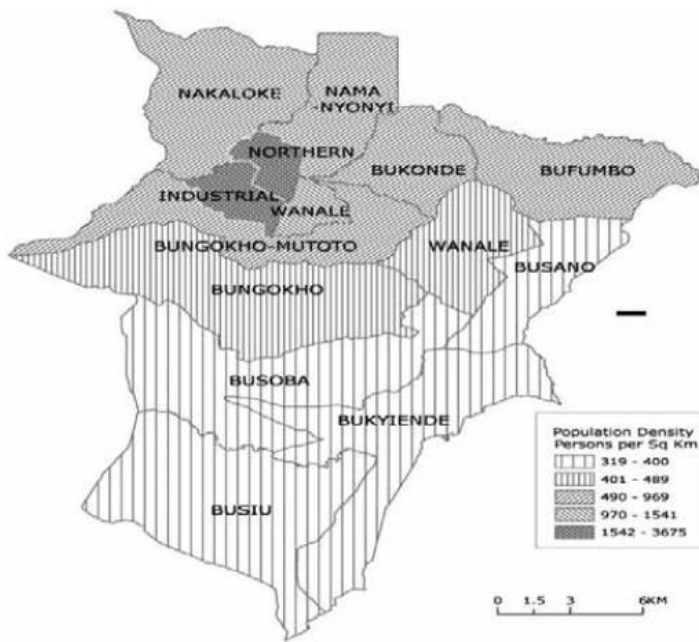 NAKALOKE
NAMA
-NYONYI
NORTHERN
BUKONDE
BUFUMBO
INDUSTRIAL
WANALE
BUNGOKHO-MUTOTO
WANALE
BUSANO
BUNGOKHO
BUSOBA
BUKYIENDE
BUSIU
Population Density
Persons per Sq Km
319 - 400
401 - 489
490 - 969
970 - 1541
1542 - 3675
0 1.5 3 6KM